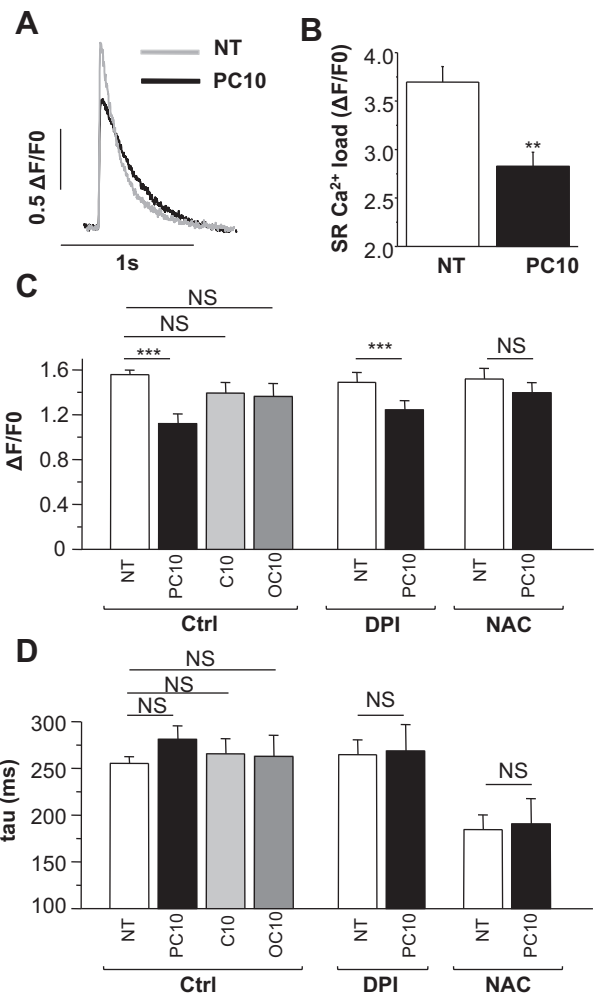 A
NT
PC10
0.5 ΔF/F0
1s
B
SR Ca²⁺ load (ΔF/F0)
4.0
3.5
3.0
2.5
2.0
**
NT
PC10
C
NS
NS
***
***
NS
ΔF/F0
1.6
1.2
0.8
0.4
0
NT
PC10
C10
OC10
NT
PC10
NT
PC10
Ctrl
DPI
NAC
D
NS
NS
NS
NS
NS
tau (ms)
300
250
200
150
100
NT
PC10
C10
OC10
NT
PC10
NT
PC10
Ctrl
DPI
NAC